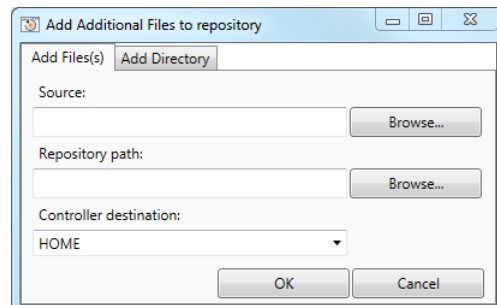 Add Additional Files to repository
Add Files(s) Add Directory
Source:
Browse...
Repository path:
Browse...
Controller destination:
HOME
OK Cancel